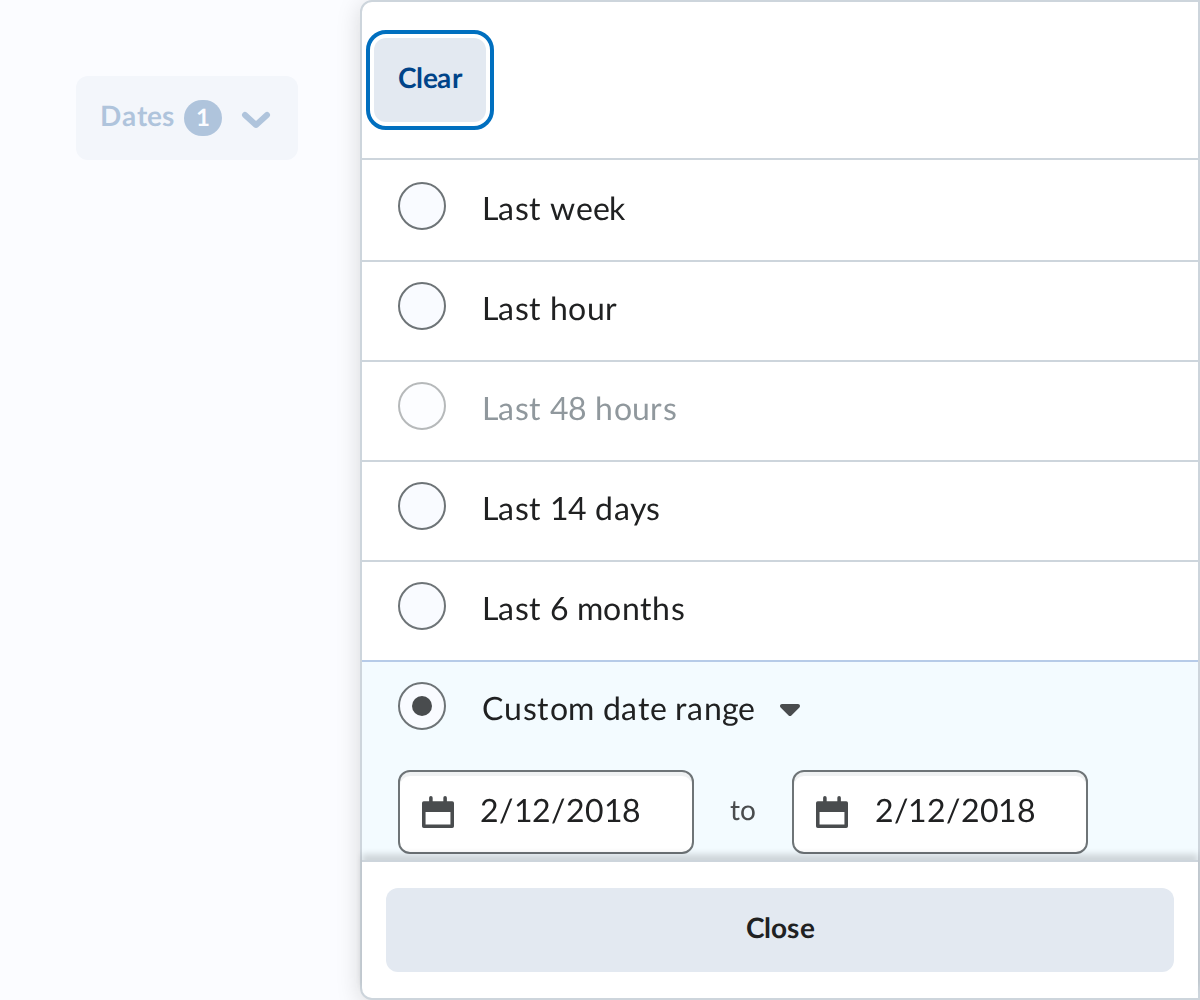 Clear
Dates 1
Last week
Last hour
Last 48 hours
Last 14 days
Last 6 months
Custom date range
2/12/2018 to 2/12/2018
Close